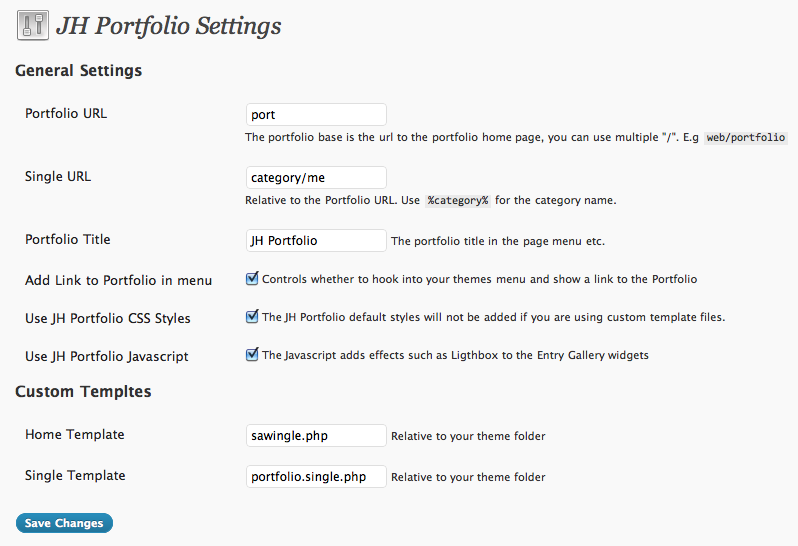 JH Portfolio Settings
General Settings
Portfolio URL port
The portfolio base is the url to the portfolio home page, you can use multiple "/". E.g web/portfolio
Single URL category/me
Relative to the Portfolio URL. Use %category% for the category name.
Portfolio Title JH Portfolio The portfolio title in the page menu etc.
Add Link to Portfolio in menu Controls whether to hook into your themes menu and show a link to the Portfolio
Use JH Portfolio CSS Styles The JH Portfolio default styles will not be added if you are using custom template files.
Use JH Portfolio Javascript The Javascript adds effects such as Ligthbox to the Entry Gallery widgets
Custom Templtes
Home Template sawingle.php Relative to your theme folder
Single Template portfolio.single.php Relative to your theme folder
Save Changes